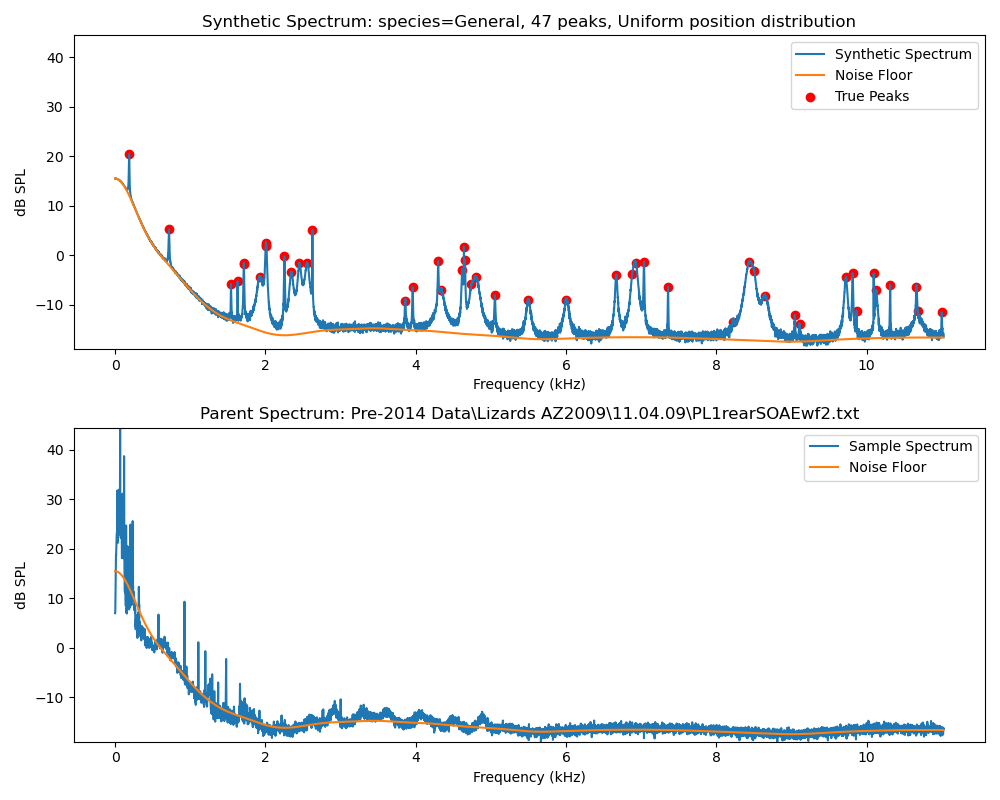 Synthetic Spectrum: species=General, 47 peaks, Uniform position distribution
40
30
20
10
0
−10
dB SPL
Synthetic Spectrum
Noise Floor
True Peaks
0 2 4 6 8 10
Frequency (kHz)
Parent Spectrum: Pre-2014 Data\Lizards AZ2009\11.04.09\PL1rearSOAEwf2.txt
40
30
20
10
0
−10
dB SPL
Sample Spectrum
Noise Floor
0 2 4 6 8 10
Frequency (kHz)